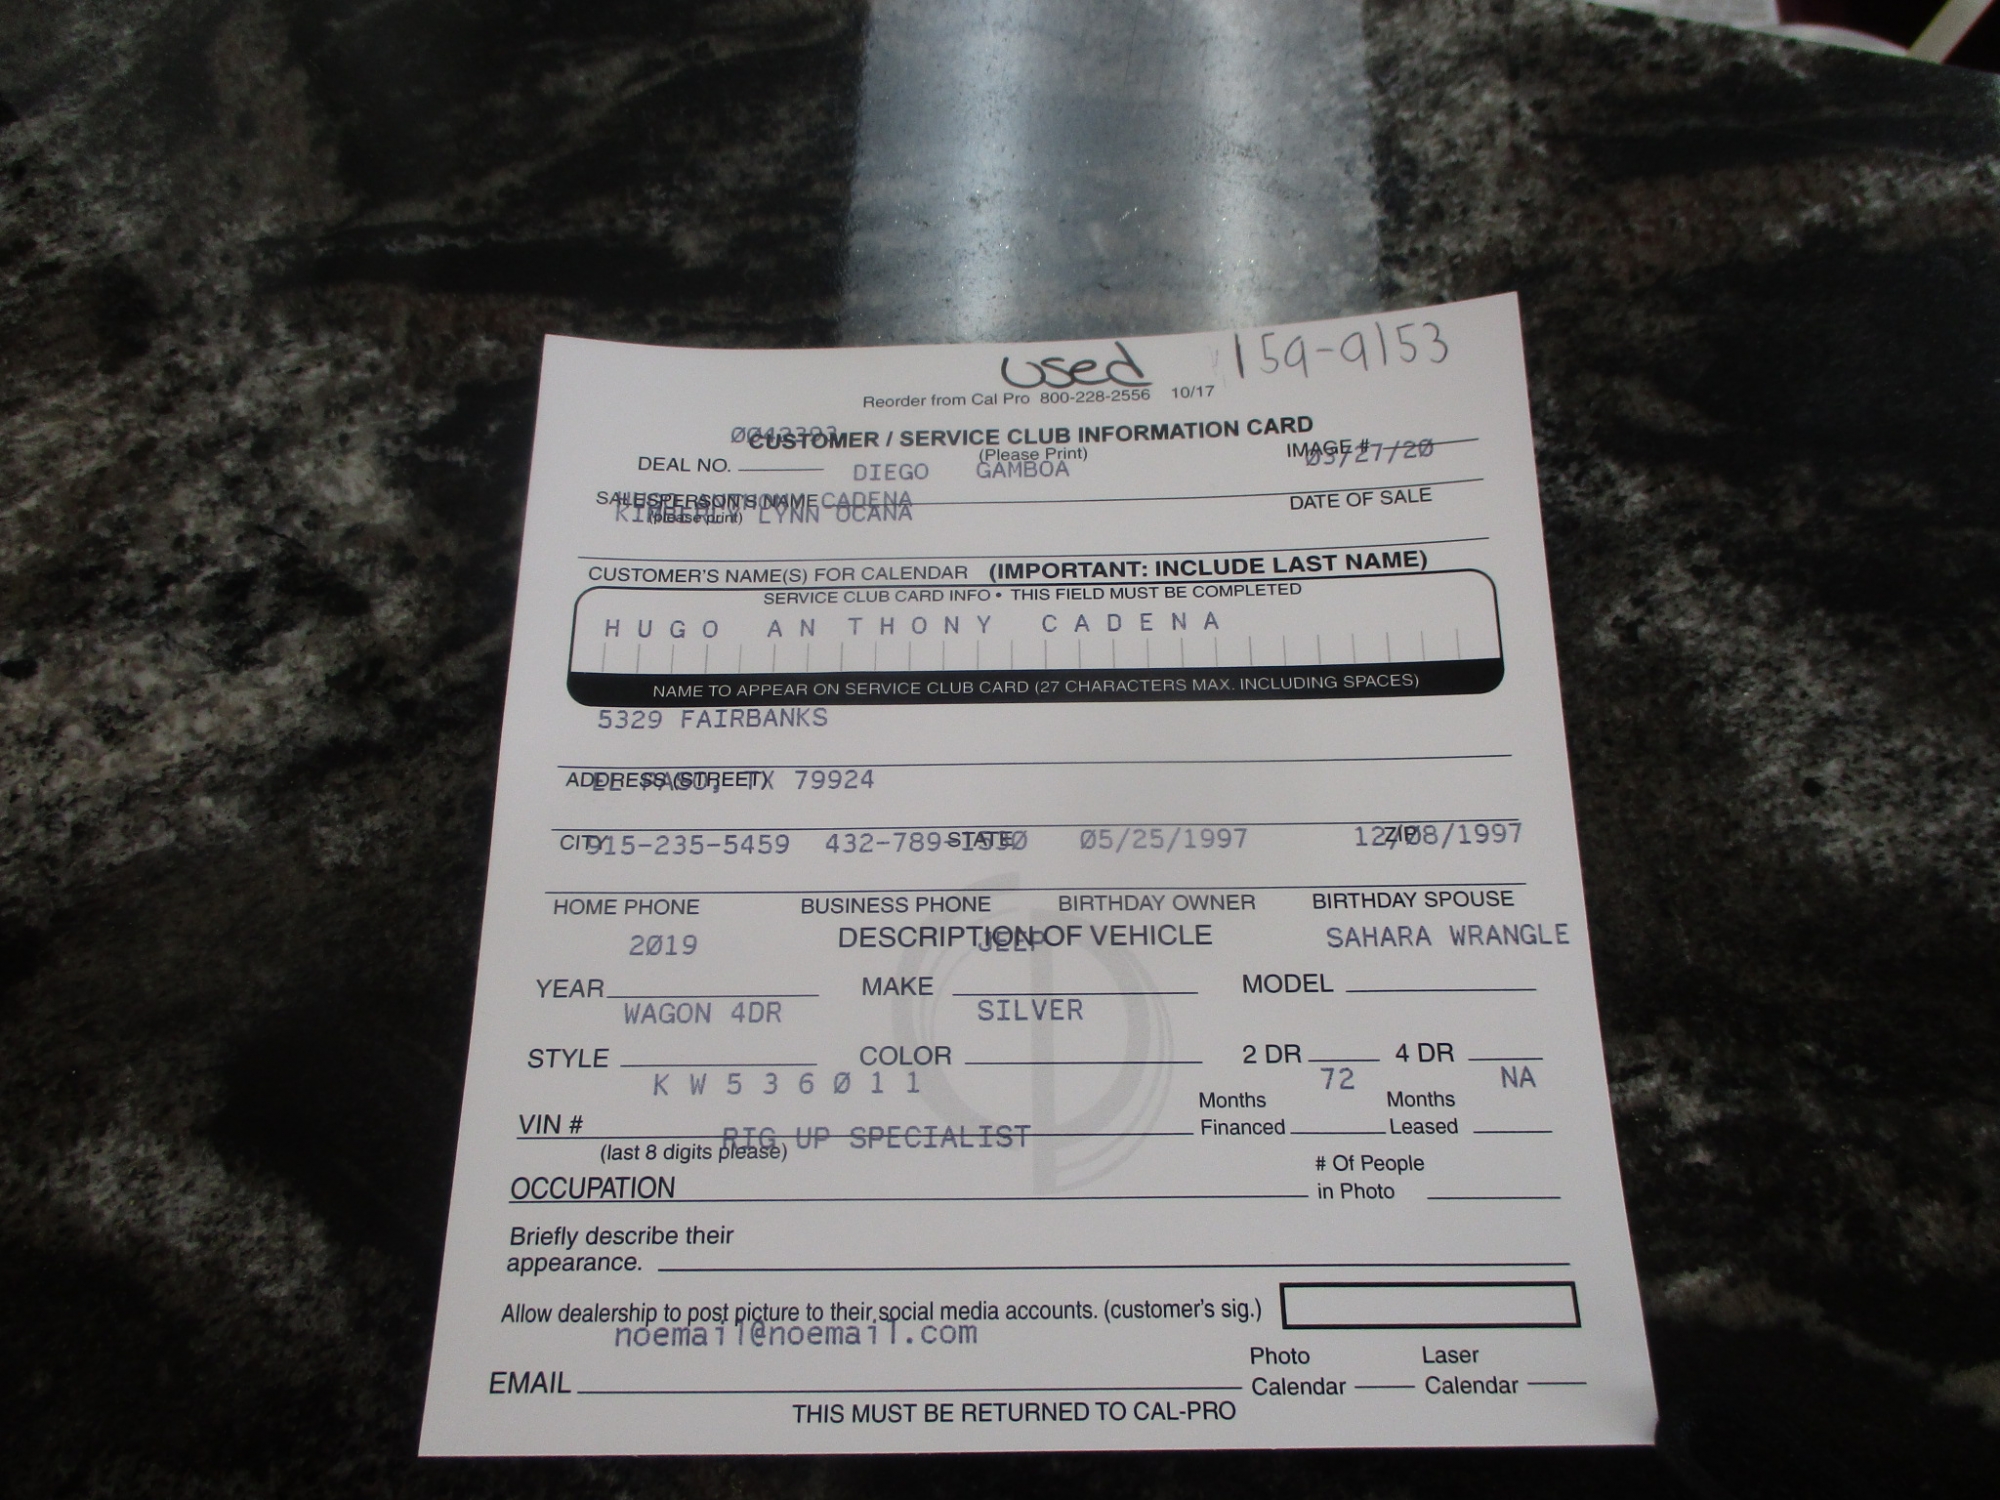 used 159-9153
Reorder from Cal Pro 800-228-2556 10/17
CUSTOMER / SERVICE CLUB INFORMATION CARD
(Please Print)
DEAL NO. DIEGO GAMBOA IMAGE #
SALESPERSON'S NAME CADENA DATE OF SALE
(please print) KIMBERLY LYNN OCANA
CUSTOMER'S NAME(S) FOR CALENDAR (IMPORTANT: INCLUDE LAST NAME)
SERVICE CLUB CARD INFO • THIS FIELD MUST BE COMPLETED
HUGO ANTHONY CADENA
NAME TO APPEAR ON SERVICE CLUB CARD (27 CHARACTERS MAX. INCLUDING SPACES)
5329 FAIRBANKS
ADDRESS (STREET) EL PASO, TX 79924
CITY STATE ZIP
915-235-5459 05/25/1997 12/08/1997
HOME PHONE BUSINESS PHONE BIRTHDAY OWNER BIRTHDAY SPOUSE
DESCRIPTION OF VEHICLE
2019 JEEP SAHARA WRANGLE
YEAR MAKE MODEL
WAGON 4DR SILVER
STYLE COLOR 2 DR 4 DR
KW536011 72 NA
VIN # Months Financed Months Leased
(last 8 digits please) RIG UP SPECIALIST
OCCUPATION # Of People in Photo
Briefly describe their
appearance.
Allow dealership to post picture to their social media accounts. (customer's sig.)
noemail@noemail.com
EMAIL Photo Calendar Laser Calendar
THIS MUST BE RETURNED TO CAL-PRO